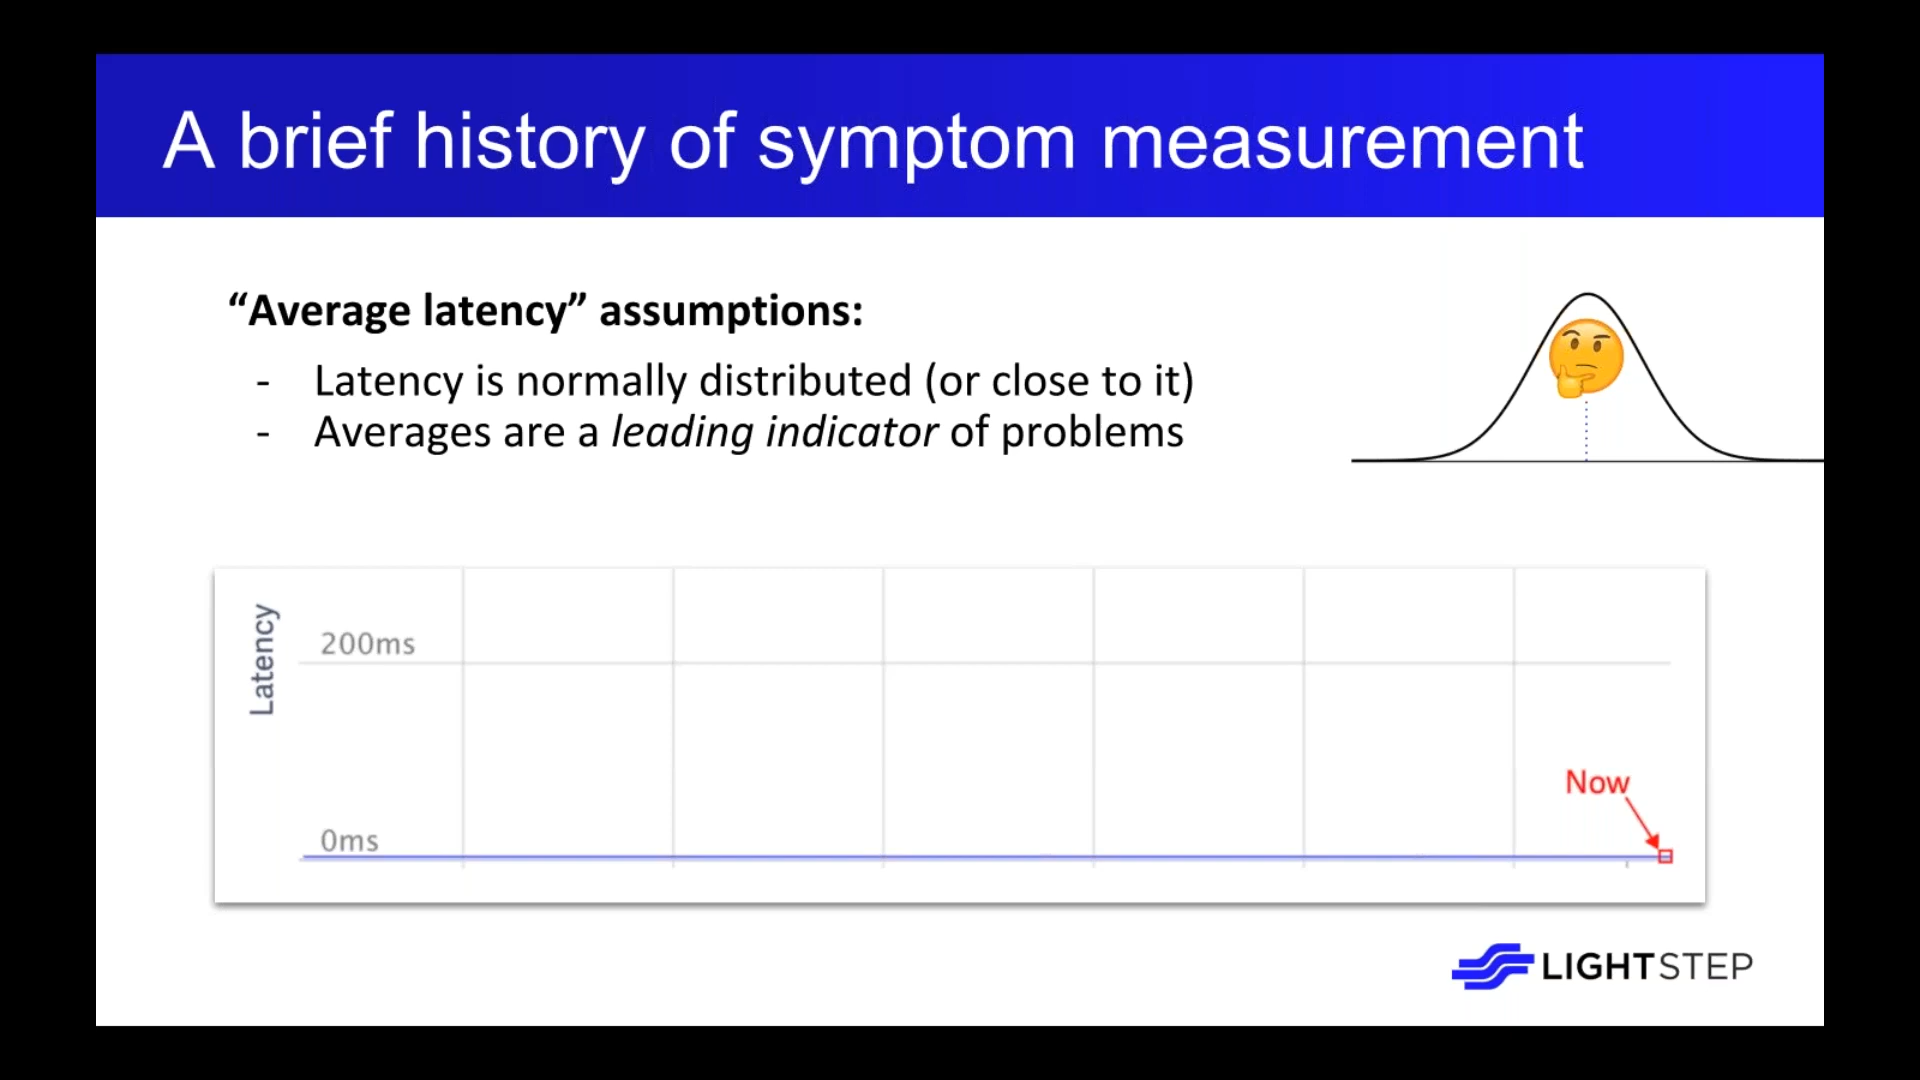 A brief history of symptom measurement
“Average latency” assumptions:
- Latency is normally distributed (or close to it)
- Averages are a leading indicator of problems
Latency
200ms
0ms
Now
LIGHTSTEP